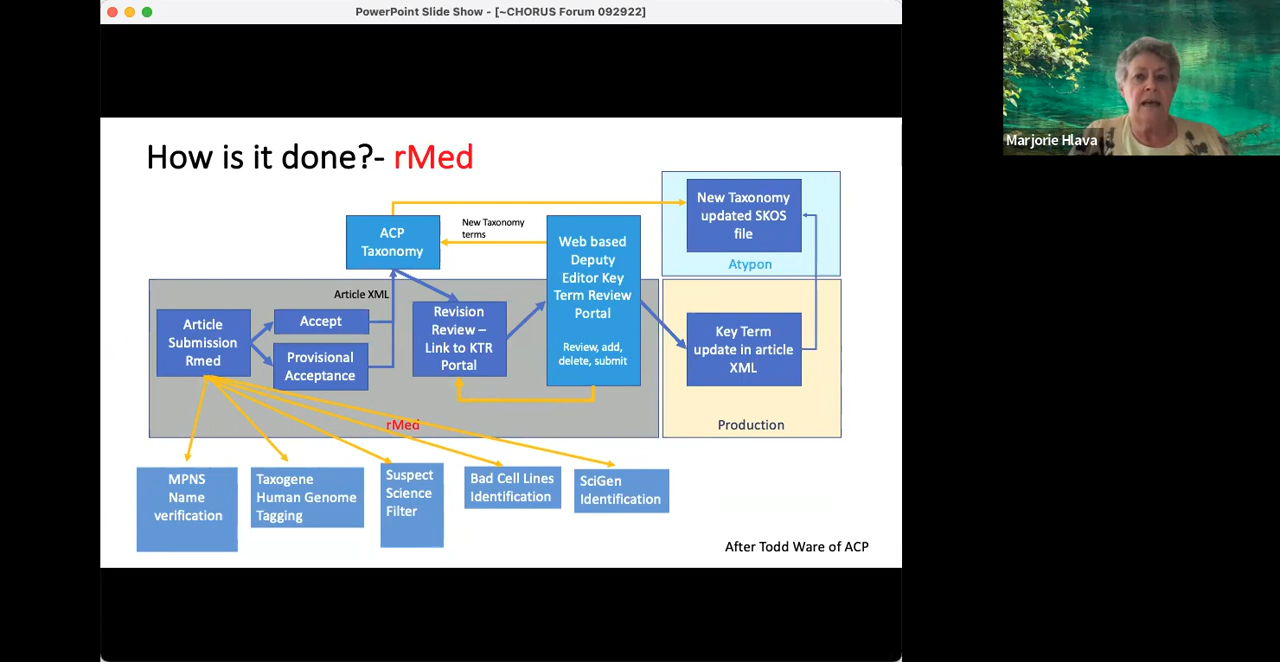 PowerPoint Slide Show - [~CHORUS Forum 092922]
Marjorie Hlava
How is it done?- rMed
ACP
Taxonomy
New Taxonomy
terms
Web based
Deputy
Editor Key
Term Review
Portal
Review, add,
delete, submit
New Taxonomy
updated SKOS
file
Atypon
Article XML
Article
Submission
Rmed
Accept
Provisional
Acceptance
Revision
Review –
Link to KTR
Portal
rMed
Key Term
update in article
XML
Production
MPNS
Name
verification
Taxogene
Human Genome
Tagging
Suspect
Science
Filter
Bad Cell Lines
Identification
SciGen
Identification
After Todd Ware of ACP